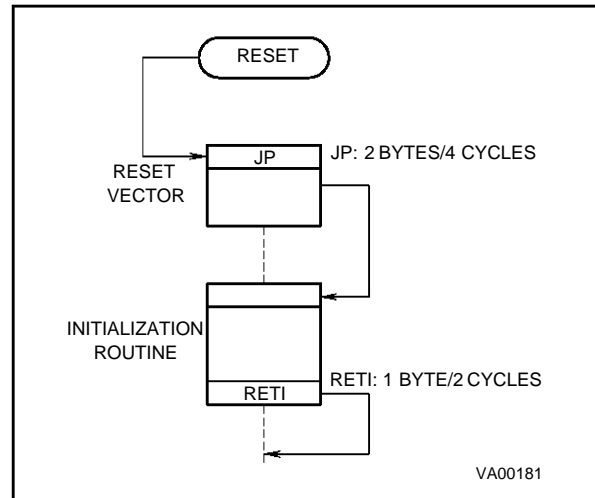 RESET
JP
JP: 2 BYTES/4 CYCLES
RESET
VECTOR
INITIALIZATION
ROUTINE
RETI: 1 BYTE/2 CYCLES
RETI
VA00181